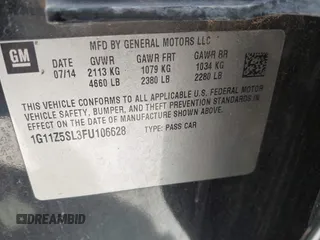 GM
MFD BY GENERAL MOTORS LLC
DATE GVWR GAWR FRT GAWR RR
07/14 2113 KG 1079 KG 1034 KG
4660 LB 2380 LB 2280 LB
THIS VEHICLE CONFORMS TO ALL APPLICABLE U.S. FEDERAL MOTOR
VEHICLE SAFETY, BUMPER, AND THEFT PREVENTION STANDARDS
IN EFFECT ON THE DATE OF MANUFACTURE SHOWN ABOVE.
1G11Z5SL3FU106628 TYPE: PASS CAR